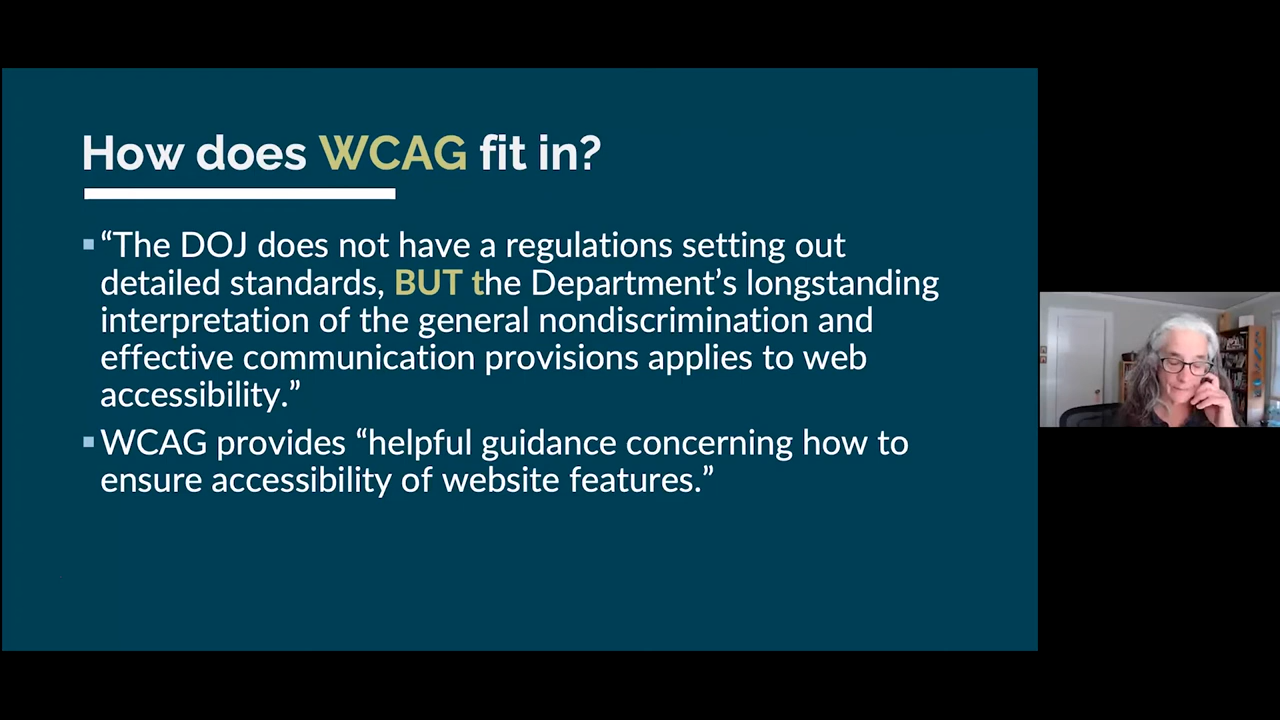 How does WCAG fit in?
“The DOJ does not have a regulations setting out
detailed standards, BUT the Department’s longstanding
interpretation of the general nondiscrimination and
effective communication provisions applies to web
accessibility.”
WCAG provides “helpful guidance concerning how to
ensure accessibility of website features.”